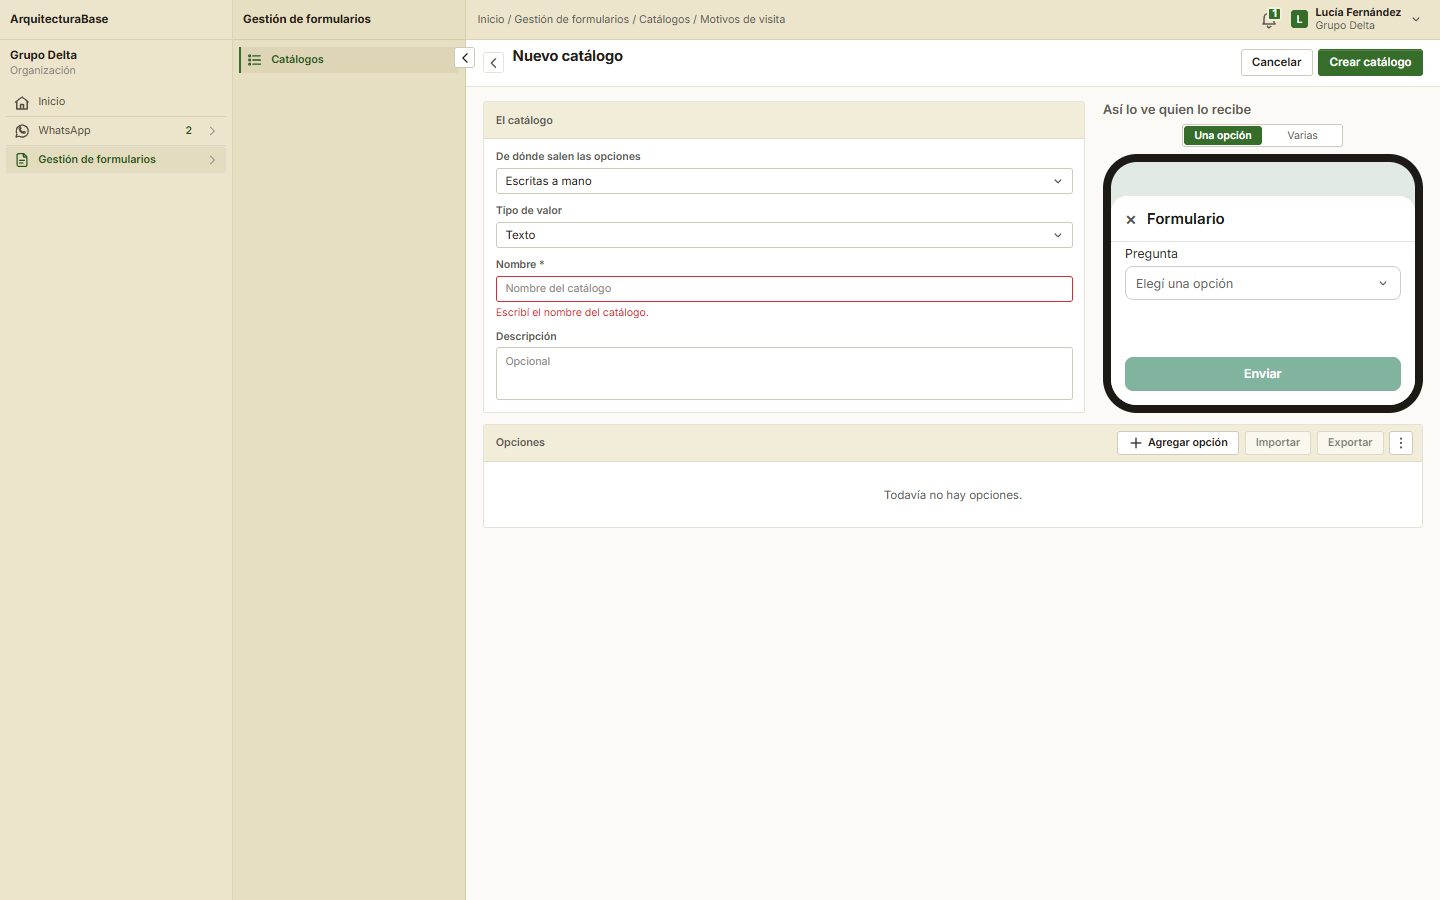 ArquitecturaBase
Grupo Delta
Organización
Inicio
WhatsApp 2
Gestión de formularios
Gestión de formularios
Catálogos
Inicio / Gestión de formularios / Catálogos / Motivos de visita
1
L
Lucía Fernández
Grupo Delta
Nuevo catálogo
Cancelar
Crear catálogo
El catálogo
De dónde salen las opciones
Escritas a mano
Tipo de valor
Texto
Nombre *
Nombre del catálogo
Escribí el nombre del catálogo.
Descripción
Opcional
Así lo ve quien lo recibe
Una opción Varias
Formulario
Pregunta
Elegí una opción
Enviar
Opciones
Agregar opción
Importar
Exportar
Todavía no hay opciones.